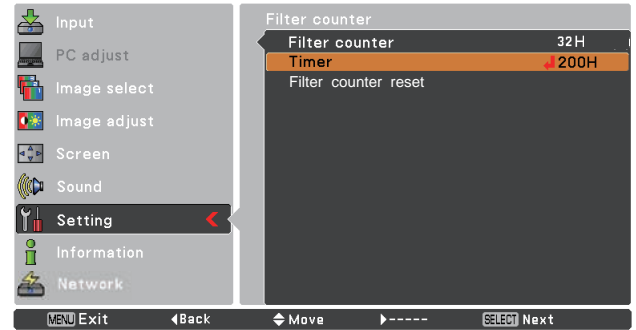 Input
PC adjust
Image select
Image adjust
Screen
Sound
Setting
Information
Network
Filter counter
Filter counter 32H
Timer 200H
Filter counter reset
MENU Exit ◀Back Move ▶----- SELECT Next